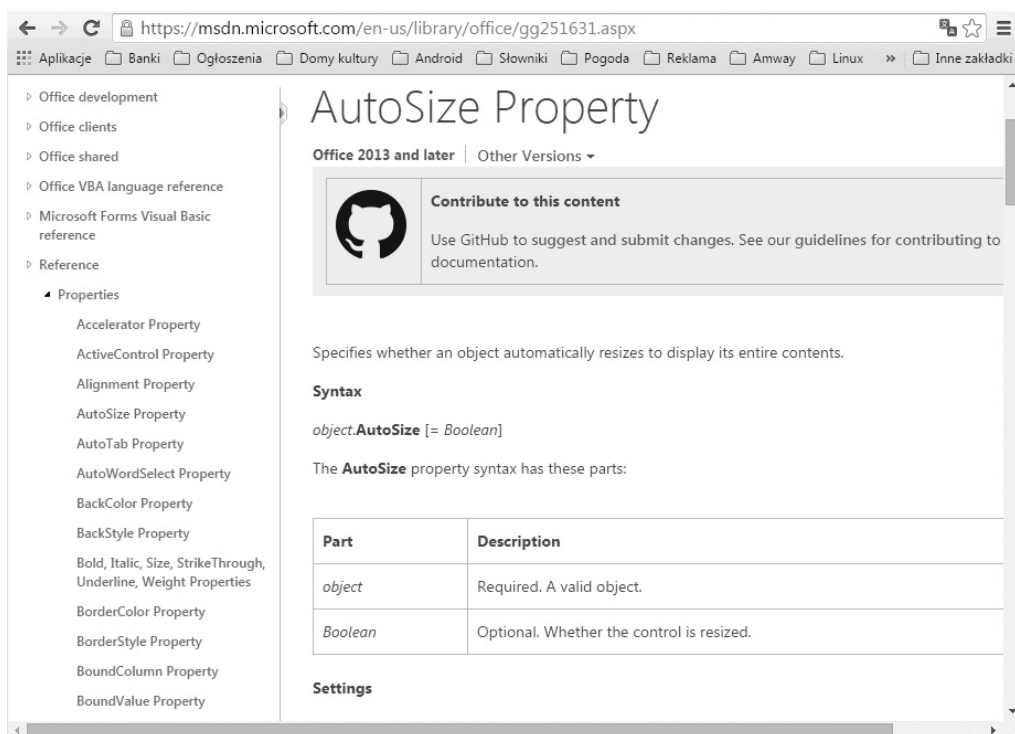 https://msdn.microsoft.com/en-us/library/office/gg251631.aspx
Aplikacje Banki Ogłoszenia Domy kultury Android Słowniki Pogoda Reklama Amway Linux » Inne zakładki
Office development
Office clients
Office shared
Office VBA language reference
Microsoft Forms Visual Basic
reference
Reference
Properties
Accelerator Property
ActiveControl Property
Alignment Property
AutoSize Property
AutoTab Property
AutoWordSelect Property
BackColor Property
BackStyle Property
Bold, Italic, Size, StrikeThrough,
Underline, Weight Properties
BorderColor Property
BorderStyle Property
BoundColumn Property
BoundValue Property
AutoSize Property
Office 2013 and later Other Versions
Contribute to this content
Use GitHub to suggest and submit changes. See our guidelines for contributing to
documentation.
Specifies whether an object automatically resizes to display its entire contents.
Syntax
object.AutoSize [= Boolean]
The AutoSize property syntax has these parts:
Part Description
object Required. A valid object.
Boolean Optional. Whether the control is resized.
Settings